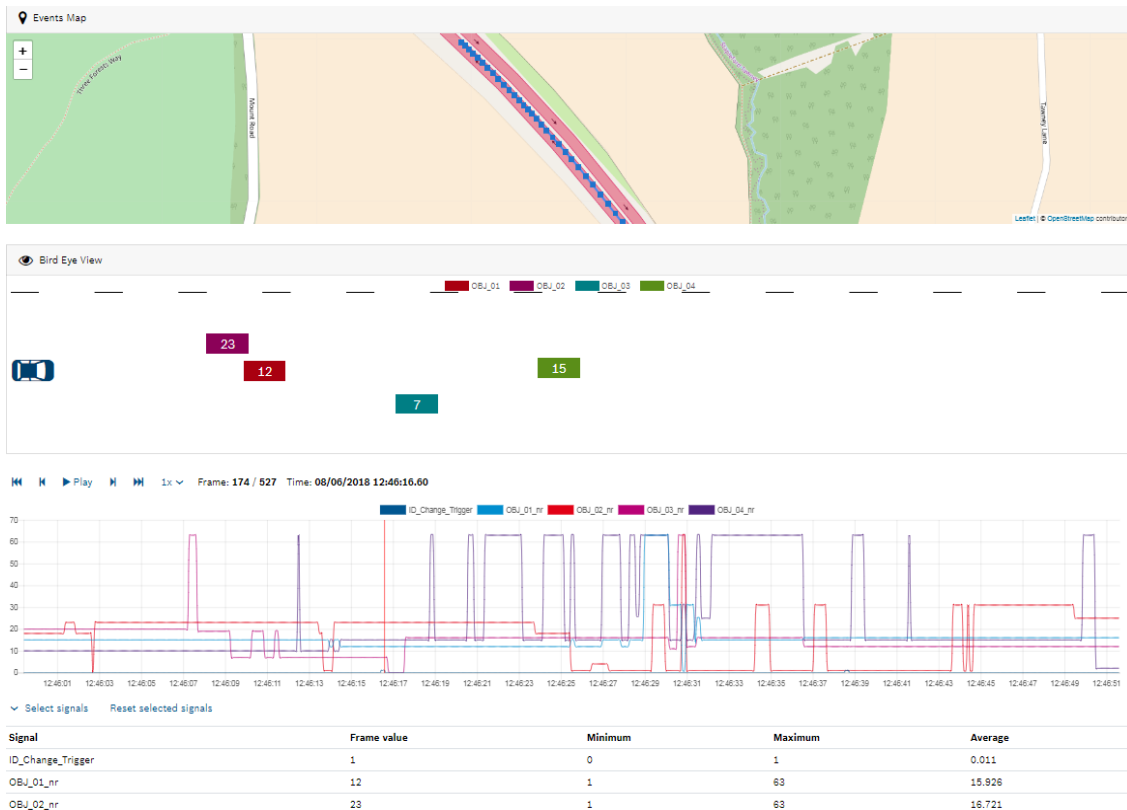 Events Map
+
−
Three Forests Way
Mount Road
Tawney Lane
Leaflet | © OpenStreetMap contributor
Bird Eye View
OBJ_01 OBJ_02 OBJ_03 OBJ_04
23
12
15
7
Play 1x Frame: 174 / 527 Time: 08/06/2018 12:46:16.60
ID_Change_Trigger OBJ_01_nr OBJ_02_nr OBJ_03_nr OBJ_04_nr
70
60
50
40
30
20
10
0
12:46:01 12:46:03 12:46:05 12:46:07 12:46:09 12:46:11 12:46:13 12:46:15 12:46:17 12:46:19 12:46:21 12:46:23 12:46:25 12:46:27 12:46:29 12:46:31 12:46:33 12:46:35 12:46:37 12:46:39 12:46:41 12:46:43 12:46:45 12:46:47 12:46:49 12:46:51
Select signals Reset selected signals
Signal Frame value Minimum Maximum Average
ID_Change_Trigger 1 0 1 0.011
OBJ_01_nr 12 1 63 15.926
OBJ_02_nr 23 1 63 16.721